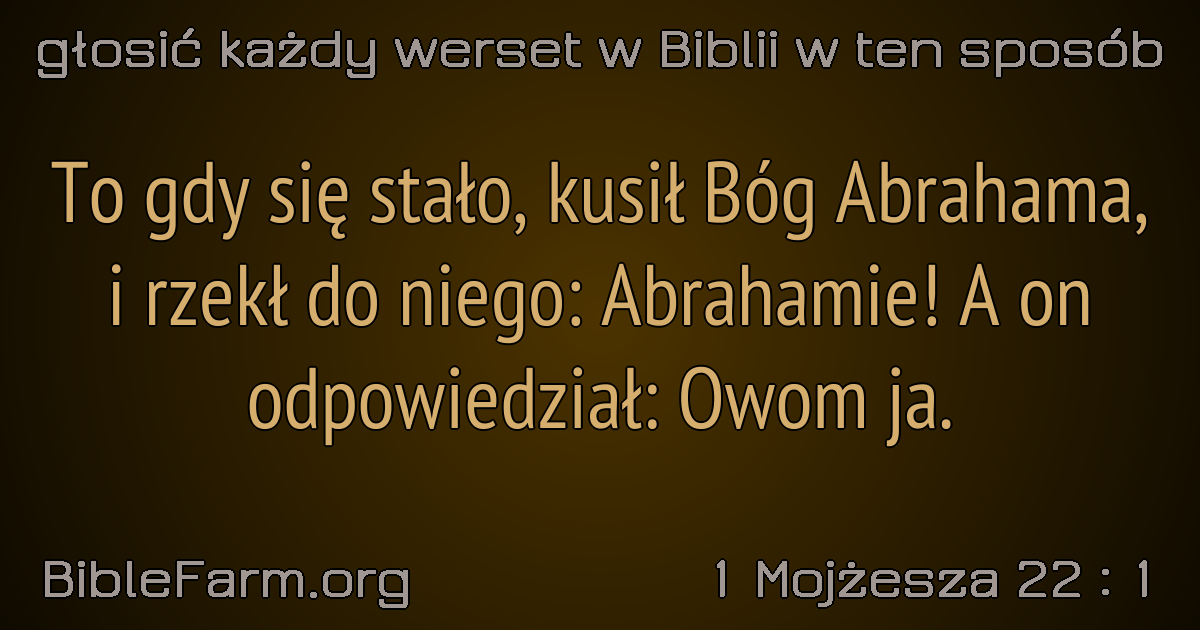 głosić każdy werset w Biblii w ten sposób
To gdy się stało, kusił Bóg Abrahama,
i rzekł do niego: Abrahamie! A on
odpowiedział: Owom ja.
BibleFarm.org
1 Mojżesza 22 : 1